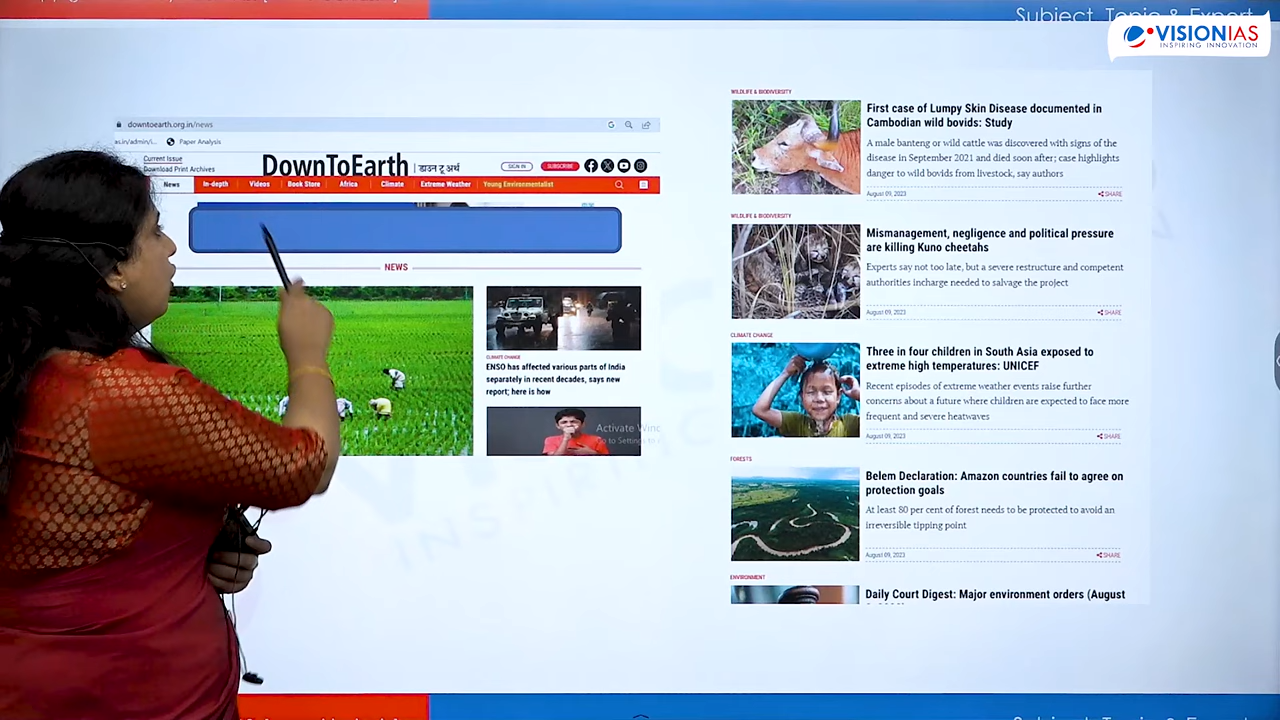 Subject, Topic & Expert
VISIONIAS
INSPIRING INNOVATION
downtoearth.org.in/news
as.in/admin/i... Paper Analysis
Current Issue
Download Print Archives
DownToEarth | डाउन टू अर्थ
SIGN IN SUBSCRIBE
News In-depth Videos Book Store Africa Climate Extreme Weather Young Environmentalist
NEWS
CLIMATE CHANGE
ENSO has affected various parts of India
separately in recent decades, says new
report; here is how
Activate Wind
Go to Settings to
WILDLIFE & BIODIVERSITY
First case of Lumpy Skin Disease documented in
Cambodian wild bovids: Study
A male banteng or wild cattle was discovered with signs of the
disease in September 2021 and died soon after; case highlights
danger to wild bovids from livestock, say authors
August 09, 2023 SHARE
WILDLIFE & BIODIVERSITY
Mismanagement, negligence and political pressure
are killing Kuno cheetahs
Experts say not too late, but a severe restructure and competent
authorities incharge needed to salvage the project
August 09, 2023 SHARE
CLIMATE CHANGE
Three in four children in South Asia exposed to
extreme high temperatures: UNICEF
Recent episodes of extreme weather events raise further
concerns about a future where children are expected to face more
frequent and severe heatwaves
August 09, 2023 SHARE
FORESTS
Belem Declaration: Amazon countries fail to agree on
protection goals
At least 80 per cent of forest needs to be protected to avoid an
irreversible tipping point
August 09, 2023 SHARE
ENVIRONMENT
Daily Court Digest: Major environment orders (August